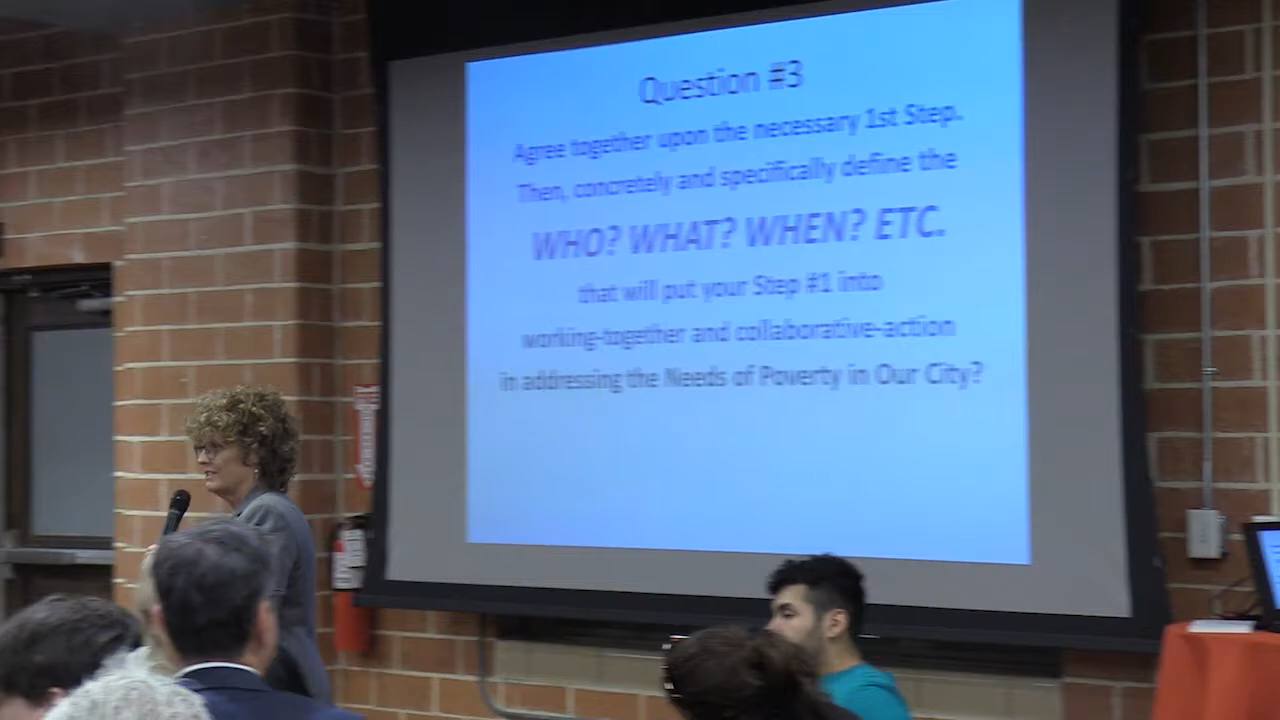 Question #3
Agree together upon the necessary 1st Step.
Then, concretely and specifically define the
WHO? WHAT? WHEN? ETC.
that will put your Step #1 into
working-together and collaborative-action
in addressing the Needs of Poverty in Our City?